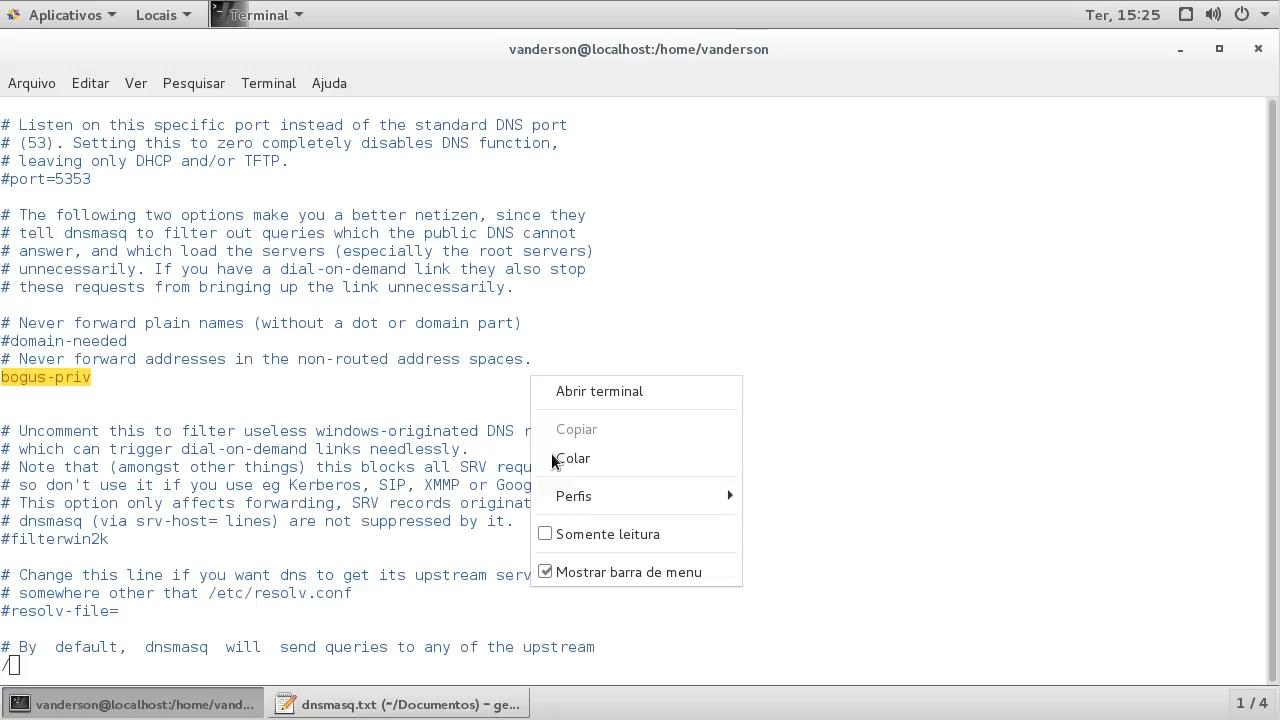 Aplicativos Locais Terminal Ter, 15:25
vanderson@localhost:/home/vanderson
Arquivo Editar Ver Pesquisar Terminal Ajuda
# Listen on this specific port instead of the standard DNS port
# (53). Setting this to zero completely disables DNS function,
# leaving only DHCP and/or TFTP.
#port=5353
# The following two options make you a better netizen, since they
# tell dnsmasq to filter out queries which the public DNS cannot
# answer, and which load the servers (especially the root servers)
# unnecessarily. If you have a dial-on-demand link they also stop
# these requests from bringing up the link unnecessarily.
# Never forward plain names (without a dot or domain part)
#domain-needed
# Never forward addresses in the non-routed address spaces.
bogus-priv
# Uncomment this to filter useless windows-originated DNS r
# which can trigger dial-on-demand links needlessly.
# Note that (amongst other things) this blocks all SRV requ
# so don't use it if you use eg Kerberos, SIP, XMMP or Goog
# This option only affects forwarding, SRV records originat
# dnsmasq (via srv-host= lines) are not suppressed by it.
#filterwin2k
# Change this line if you want dns to get its upstream serv
# somewhere other that /etc/resolv.conf
#resolv-file=
# By  default,  dnsmasq  will  send queries to any of the upstream
/
Abrir terminal
Copiar
Colar
Perfis
Somente leitura
Mostrar barra de menu
vanderson@localhost:/home/vand... dnsmasq.txt (~/Documentos) – ge... 1 / 4